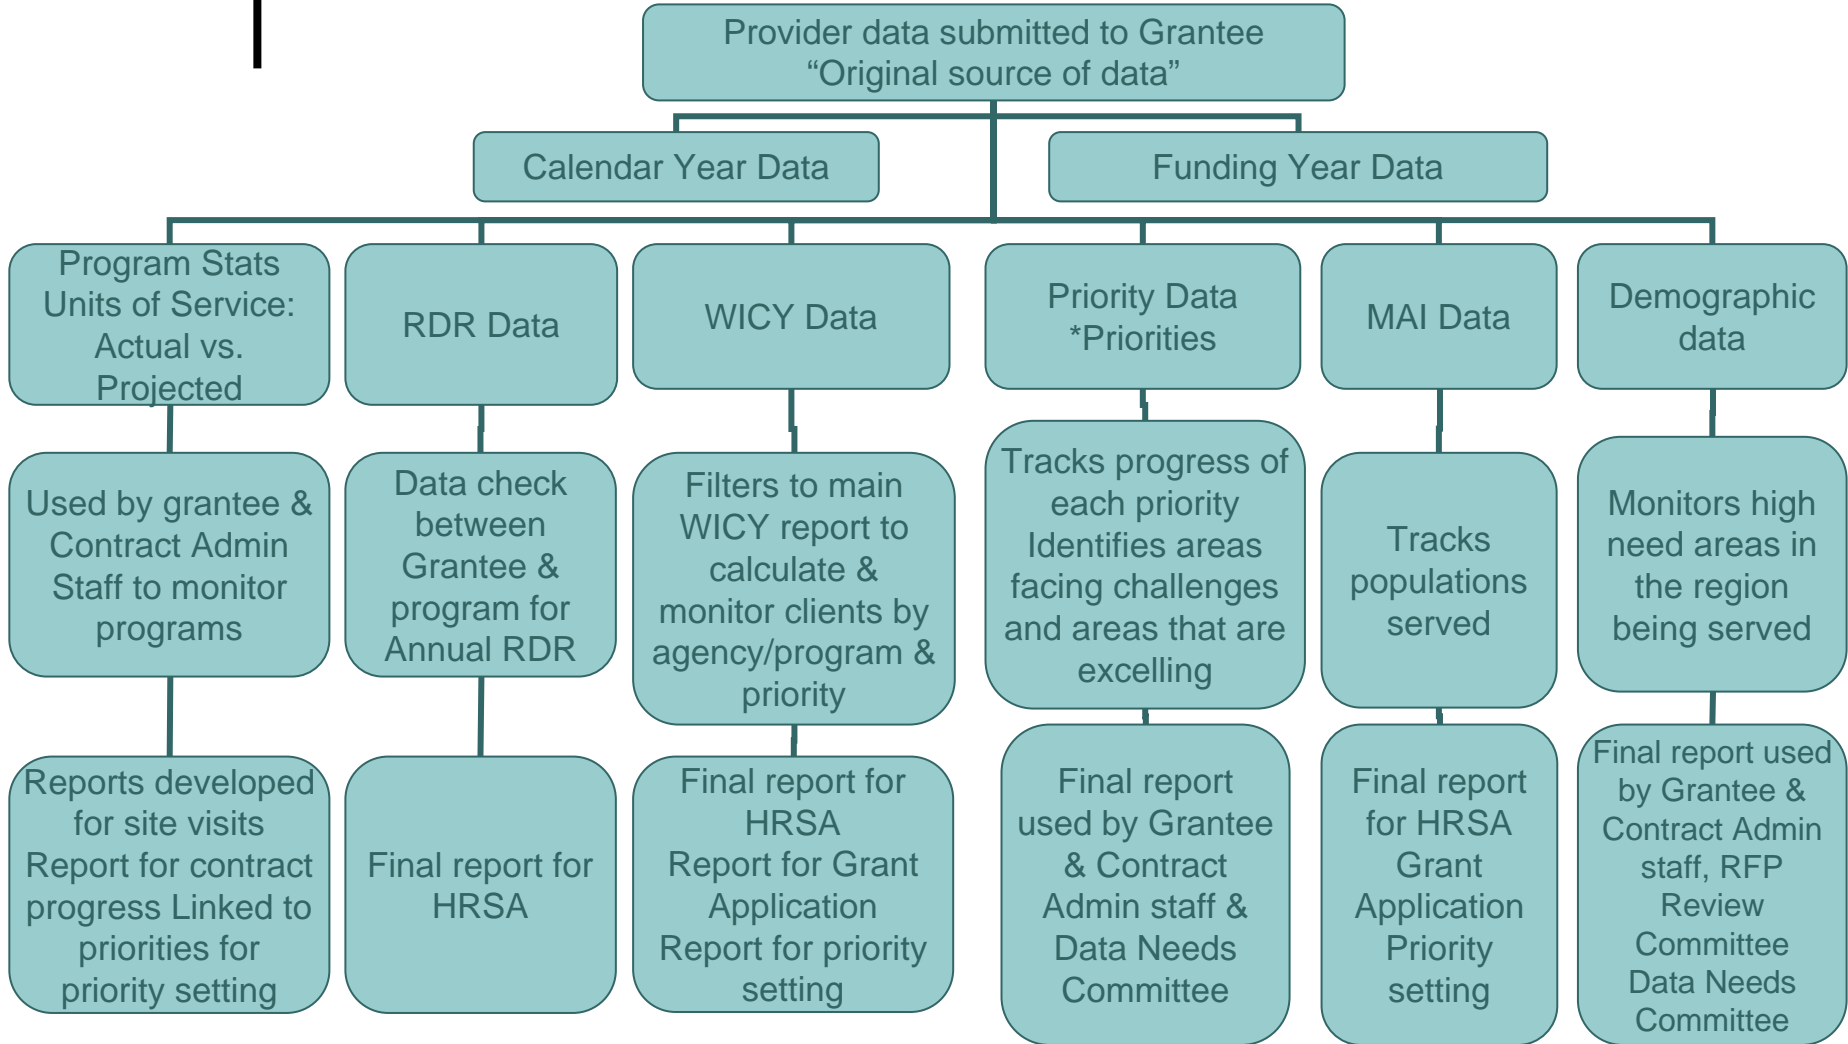 Provider data submitted to Grantee
“Original source of data”
Calendar Year Data
Funding Year Data
Program Stats
Units of Service:
Actual vs.
Projected
RDR Data
WICY Data
Priority Data
*Priorities
MAI Data
Demographic
data
Used by grantee &
Contract Admin
Staff to monitor
programs
Data check
between
Grantee &
program for
Annual RDR
Filters to main
WICY report to
calculate &
monitor clients by
agency/program &
priority
Tracks progress of
each priority
Identifies areas
facing challenges
and areas that are
excelling
Tracks
populations
served
Monitors high
need areas in
the region
being served
Reports developed
for site visits
Report for contract
progress Linked to
priorities for
priority setting
Final report for
HRSA
Final report for
HRSA
Report for Grant
Application
Report for priority
setting
Final report
used by Grantee
& Contract
Admin staff &
Data Needs
Committee
Final report
for HRSA
Grant
Application
Priority
setting
Final report used
by Grantee &
Contract Admin
staff, RFP
Review
Committee
Data Needs
Committee